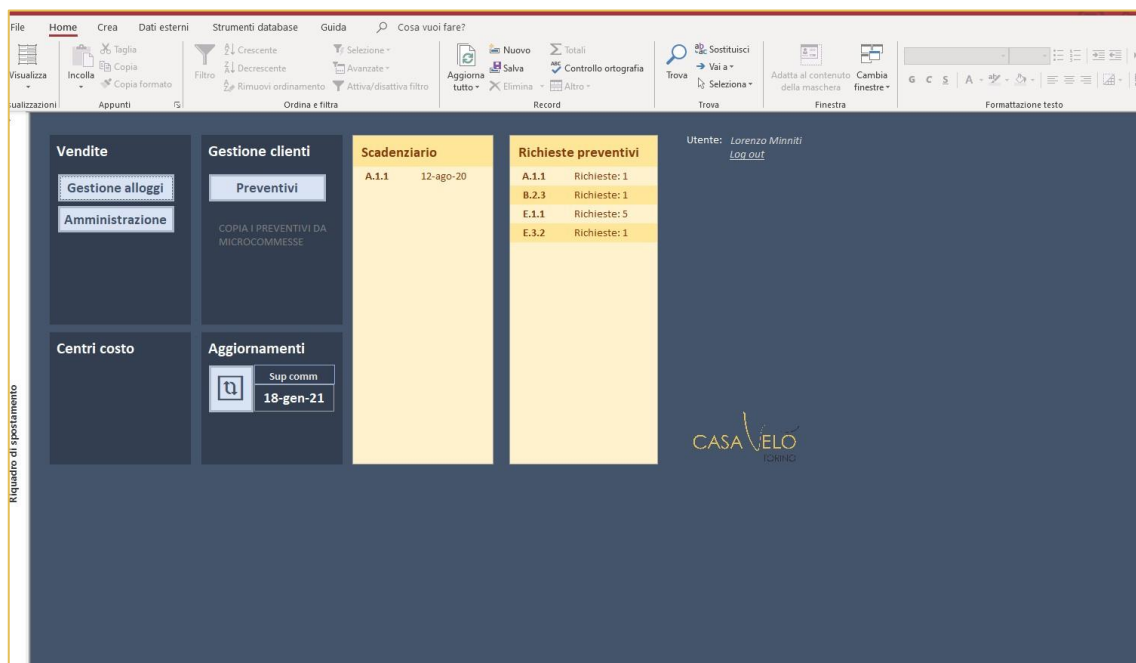 File Home Crea Dati esterni Strumenti database Guida Cosa vuoi fare?
Visualizza
Incolla
Taglia
Copia
Copia formato
Appunti
Filtro
Crescente
Decrescente
Rimuovi ordinamento
Selezione
Avanzate
Attiva/disattiva filtro
Ordina e filtra
Aggiorna
tutto
Nuovo
Salva
Elimina
Totali
Controllo ortografia
Altro
Record
Trova
Sostituisci
Vai a
Seleziona
Trova
Adatta al contenuto
della maschera
Cambia
finestre
Finestra
G C S A
Formattazione testo
Riquadro di spostamento
Vendite
Gestione alloggi
Amministrazione
Gestione clienti
Preventivi
COPIA I PREVENTIVI DA
MICROCOMMESSE
Scadenziario
A.1.1 12-ago-20
Richieste preventivi
A.1.1 Richieste: 1
B.2.3 Richieste: 1
E.1.1 Richieste: 5
E.3.2 Richieste: 1
Utente: Lorenzo Minniti
Log out
Centri costo
Aggiornamenti
Sup comm
18-gen-21
CASA VELÒ
TORINO